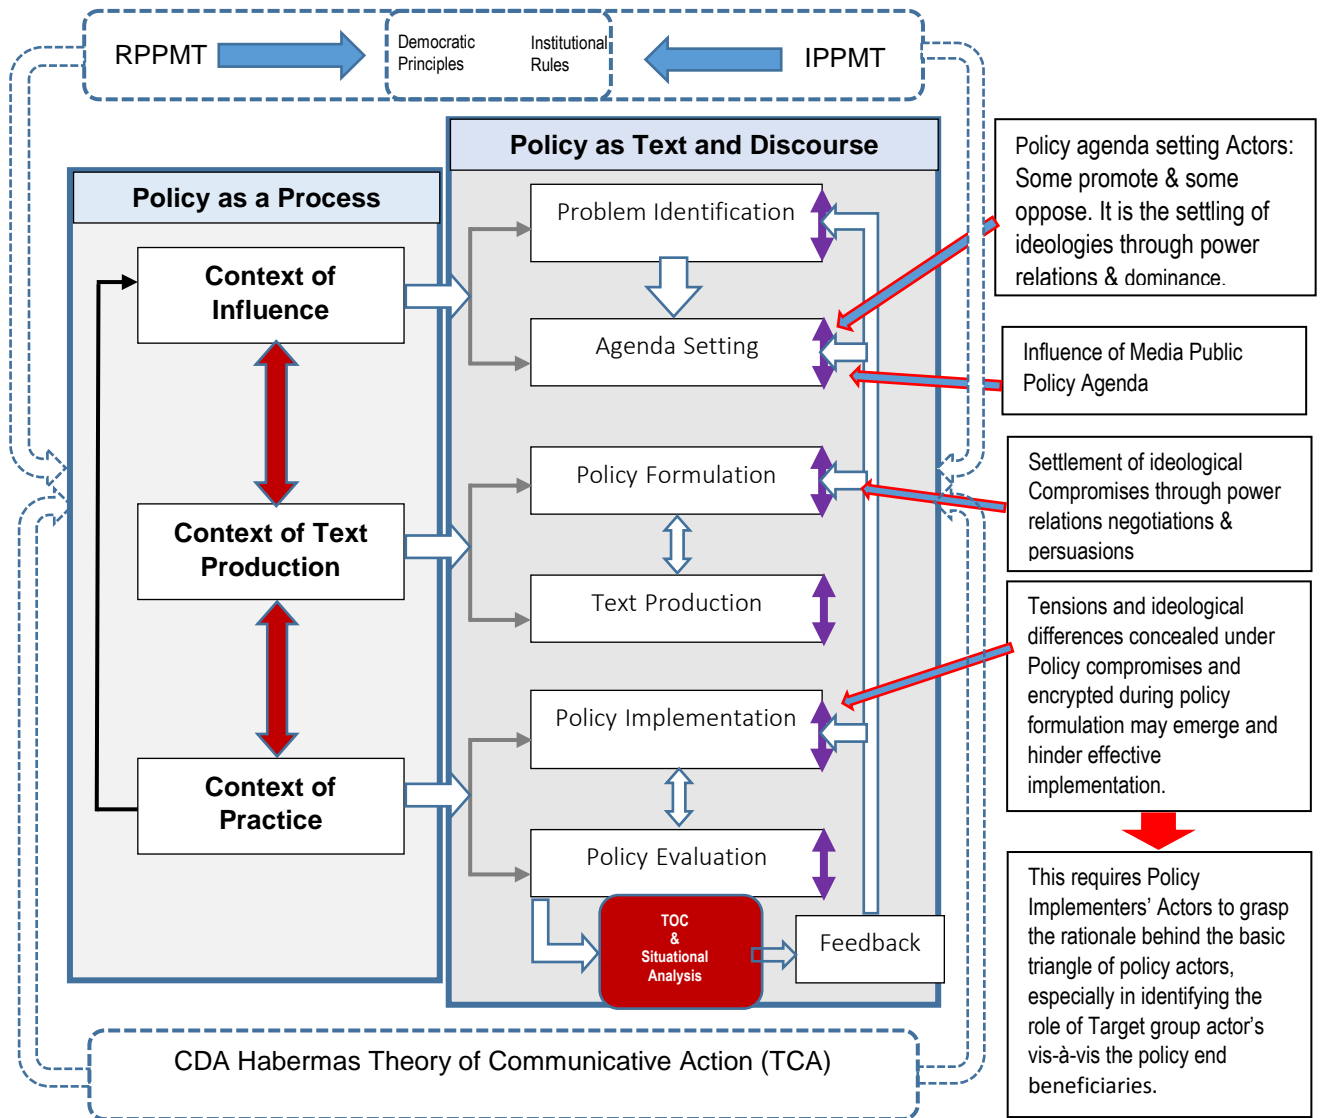 RPPMT
Democratic
Principles
Institutional
Rules
IPPMT
Policy as a Process
Context of
Influence
Context of Text
Production
Context of
Practice
Policy as Text and Discourse
Problem Identification
Agenda Setting
Policy Formulation
Text Production
Policy Implementation
Policy Evaluation
TOC
&
Situational
Analysis
Feedback
Policy agenda setting Actors:
Some promote & some
oppose. It is the settling of
ideologies through power
relations & dominance.
Influence of Media Public
Policy Agenda
Settlement of ideological
Compromises through power
relations negotiations &
persuasions
Tensions and ideological
differences concealed under
Policy compromises and
encrypted during policy
formulation may emerge and
hinder effective
implementation.
This requires Policy
Implementers’ Actors to grasp
the rationale behind the basic
triangle of policy actors,
especially in identifying the
role of Target group actor’s
vis-à-vis the policy end
beneficiaries.
CDA Habermas Theory of Communicative Action (TCA)